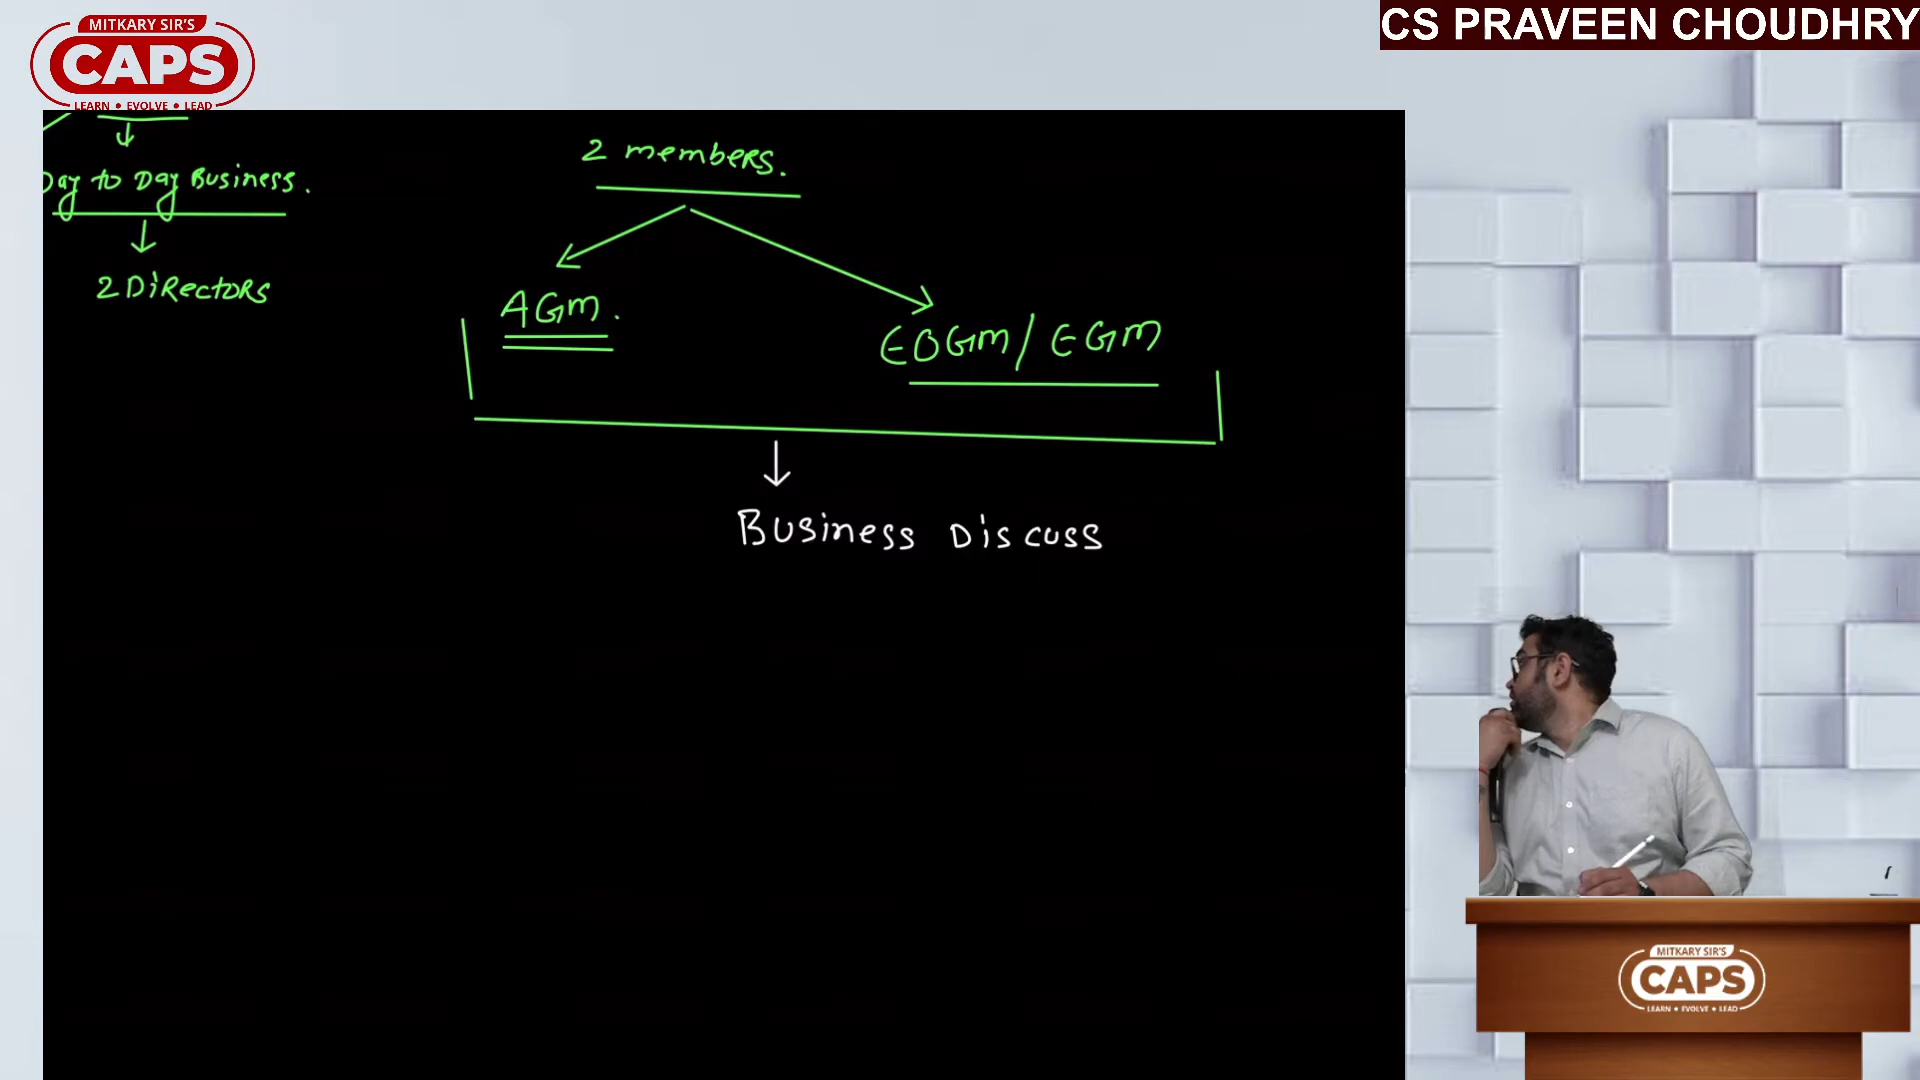 MITKARY SIR'S
CAPS
LEARN • EVOLVE • LEAD
CS PRAVEEN CHOUDHRY
Day to Day Business.
2 Directors
2 members.
AGM.
EOGM / EGM
Business Discuss
MITKARY SIR'S
CAPS
LEARN • EVOLVE • LEAD